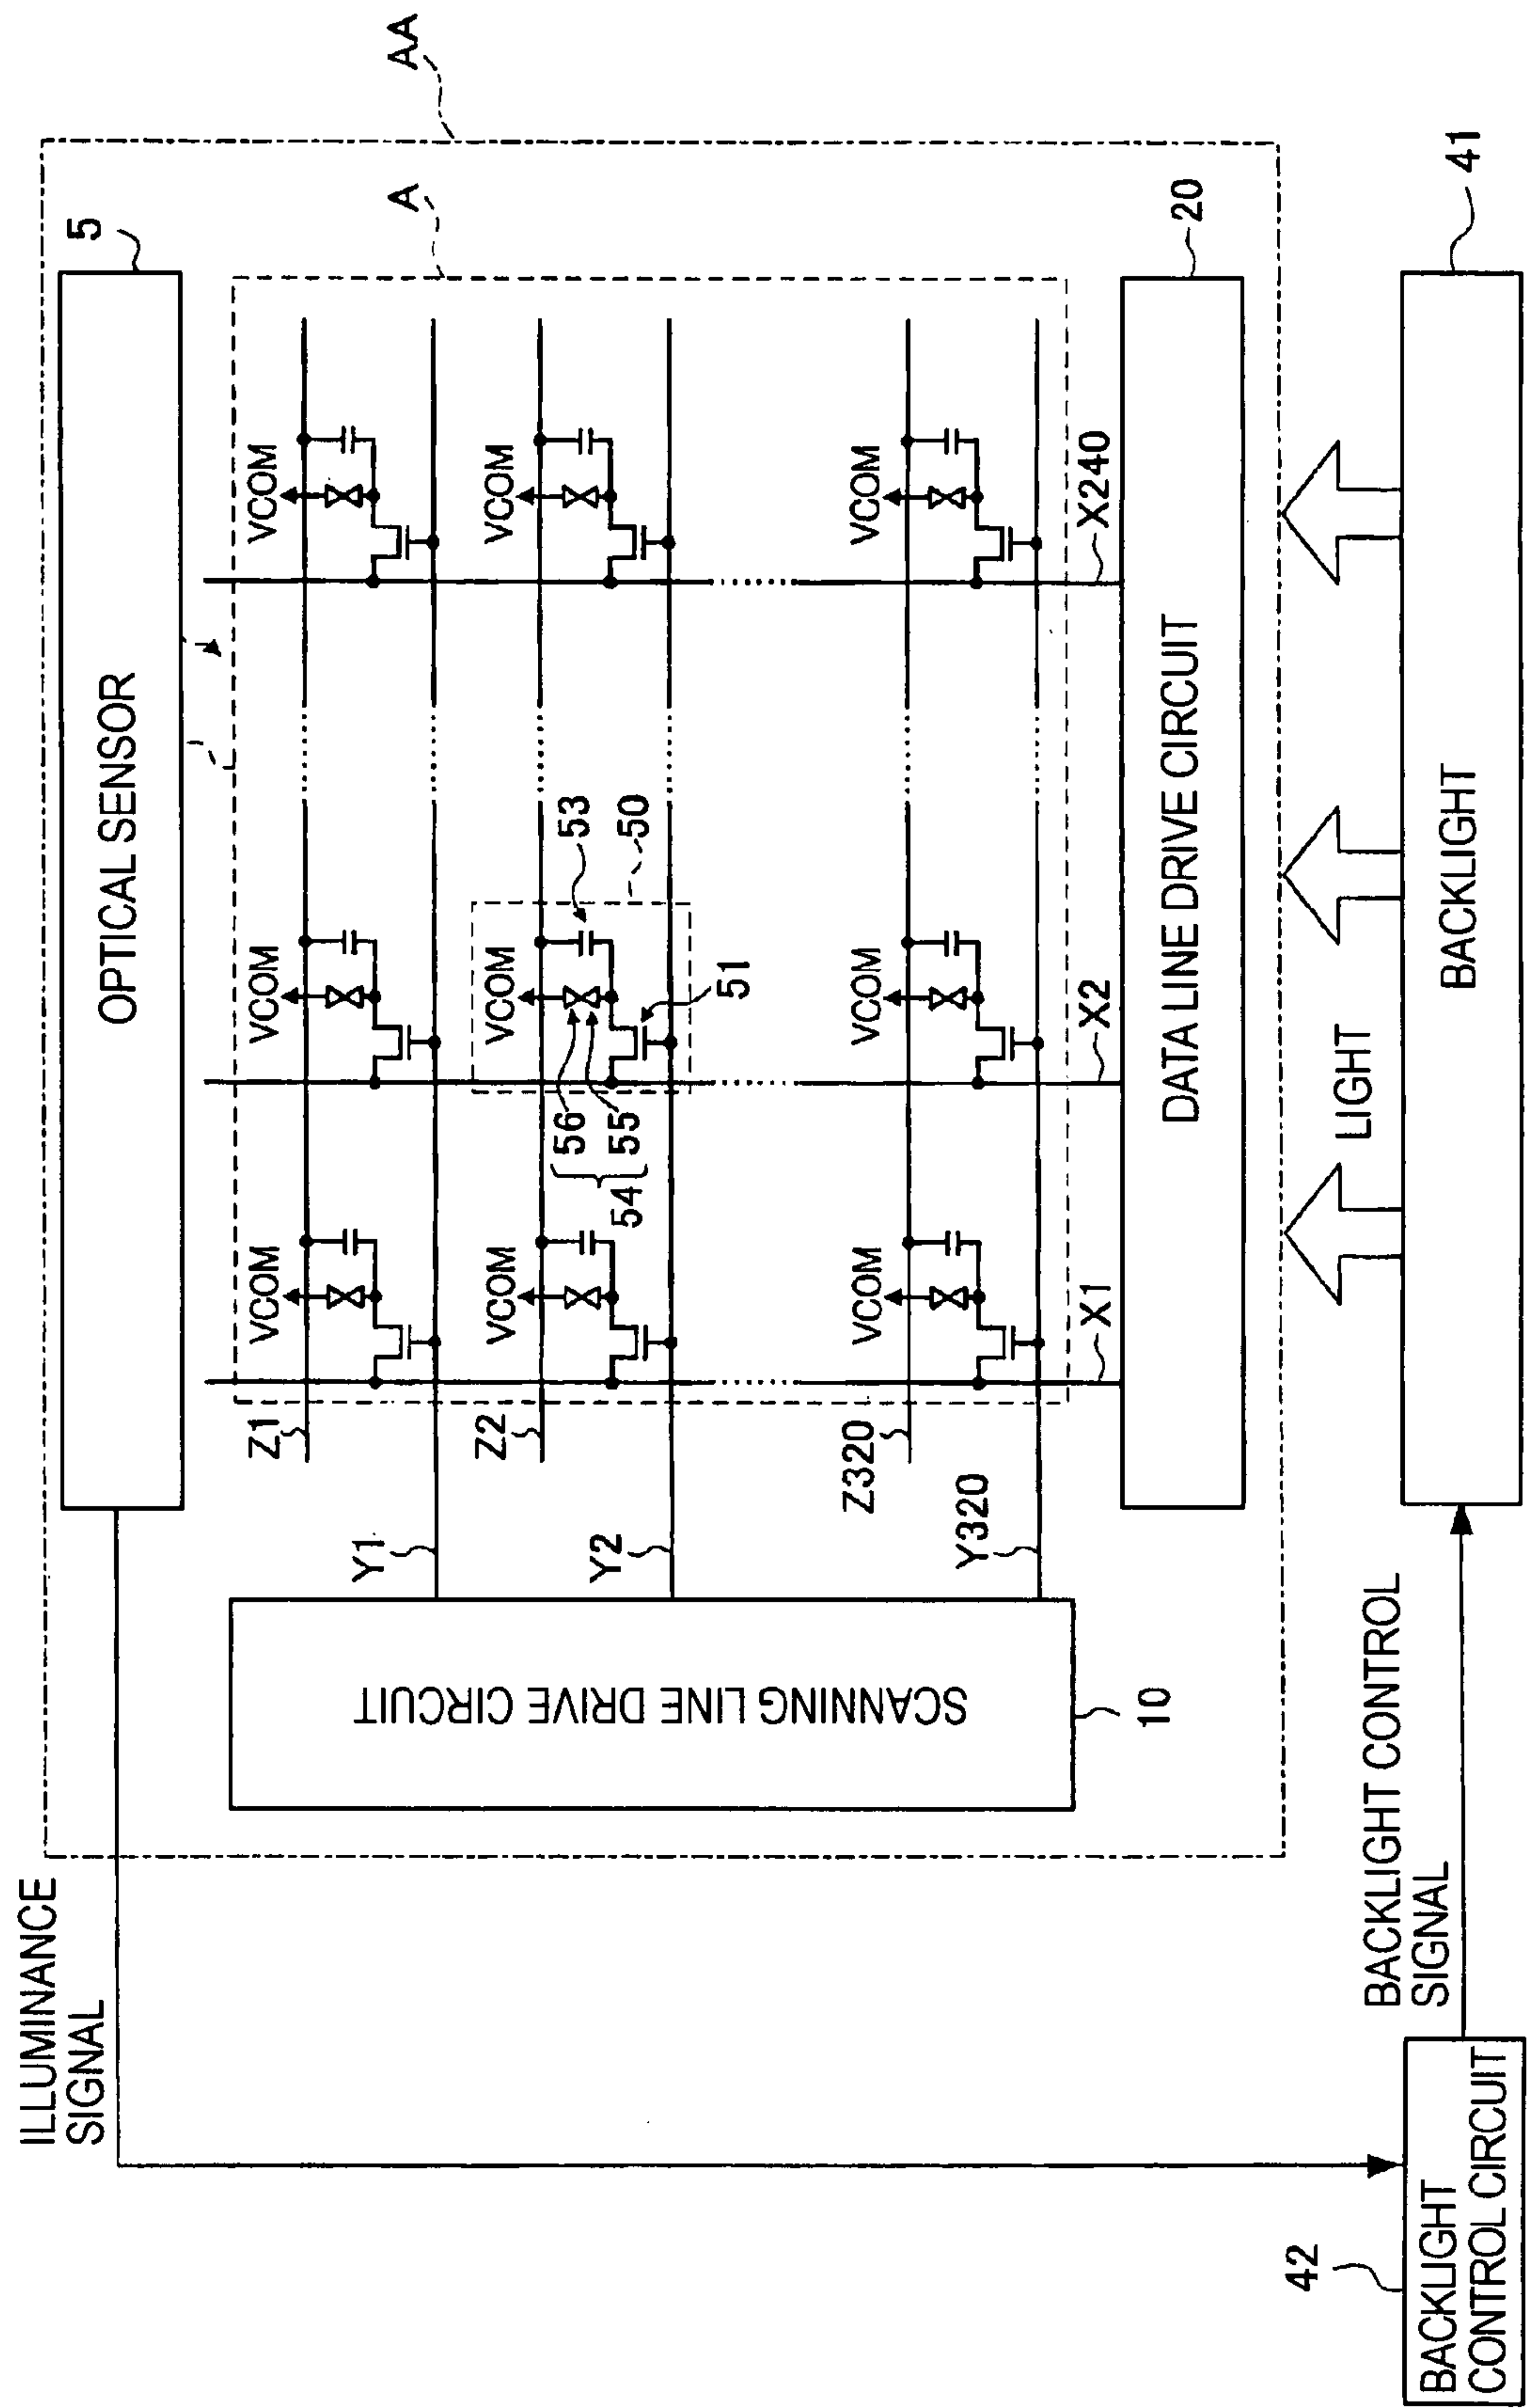 AA
5
OPTICAL SENSOR
A
ILLUMINANCE
SIGNAL
VCOM
VCOM
VCOM
Z1
Y1
VCOM
VCOM
VCOM
53
50
51
56
55
54
Z2
Y2
VCOM
VCOM
VCOM
Z320
Y320
SCANNING LINE DRIVE CIRCUIT
10
X1
X2
X240
20
DATA LINE DRIVE CIRCUIT
LIGHT
41
BACKLIGHT
BACKLIGHT CONTROL
SIGNAL
42
BACKLIGHT
CONTROL CIRCUIT